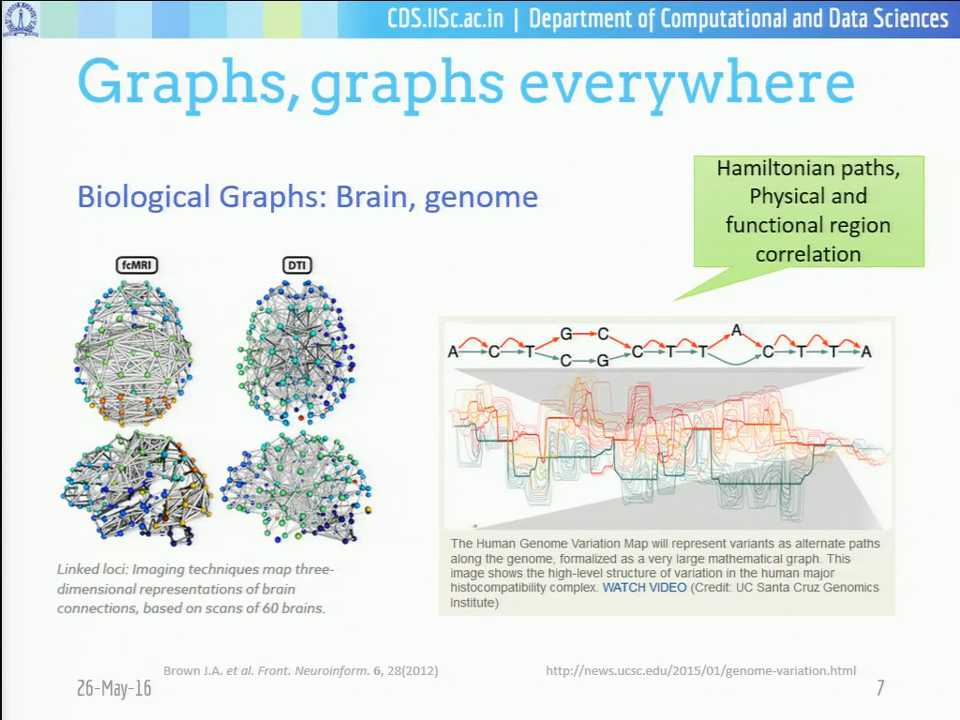 CDS.IISc.ac.in | Department of Computational and Data Sciences
Graphs, graphs everywhere
Biological Graphs: Brain, genome
Hamiltonian paths,
Physical and
functional region
correlation
fcMRI
DTI
G C A
A C T C T T C T T A
C G
Linked loci: Imaging techniques map three-
dimensional representations of brain
connections, based on scans of 60 brains.
The Human Genome Variation Map will represent variants as alternate paths
along the genome, formalized as a very large mathematical graph. This
image shows the high-level structure of variation in the human major
histocompatibility complex. WATCH VIDEO (Credit: UC Santa Cruz Genomics
Institute)
Brown J.A. et al. Front. Neuroinform. 6, 28(2012)
http://news.ucsc.edu/2015/01/genome-variation.html
26-May-16
7